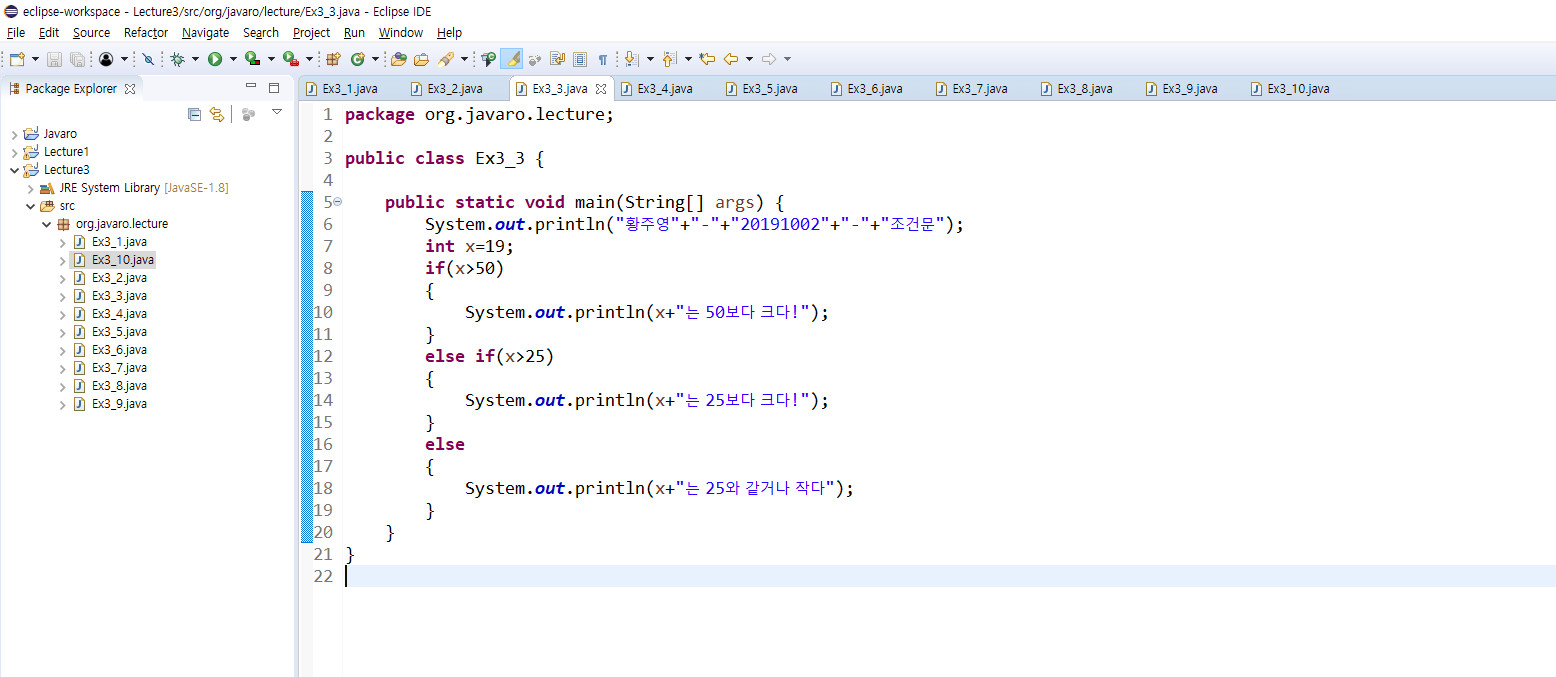 eclipse-workspace - Lecture3/src/org/javaro/lecture/Ex3_3.java - Eclipse IDE
File Edit Source Refactor Navigate Search Project Run Window Help
Package Explorer
Javaro
Lecture1
Lecture3
JRE System Library [JavaSE-1.8]
src
org.javaro.lecture
Ex3_1.java
Ex3_10.java
Ex3_2.java
Ex3_3.java
Ex3_4.java
Ex3_5.java
Ex3_6.java
Ex3_7.java
Ex3_8.java
Ex3_9.java
Ex3_1.java Ex3_2.java Ex3_3.java Ex3_4.java Ex3_5.java Ex3_6.java Ex3_7.java Ex3_8.java Ex3_9.java Ex3_10.java
1 package org.javaro.lecture;
2
3 public class Ex3_3 {
4
5 public static void main(String[] args) {
6 System.out.println("황주영"+"-"+"20191002"+"-"+"조건문");
7 int x=19;
8 if(x>50)
9 {
10 System.out.println(x+"는 50보다 크다!");
11 }
12 else if(x>25)
13 {
14 System.out.println(x+"는 25보다 크다!");
15 }
16 else
17 {
18 System.out.println(x+"는 25와 같거나 작다");
19 }
20 }
21 }
22